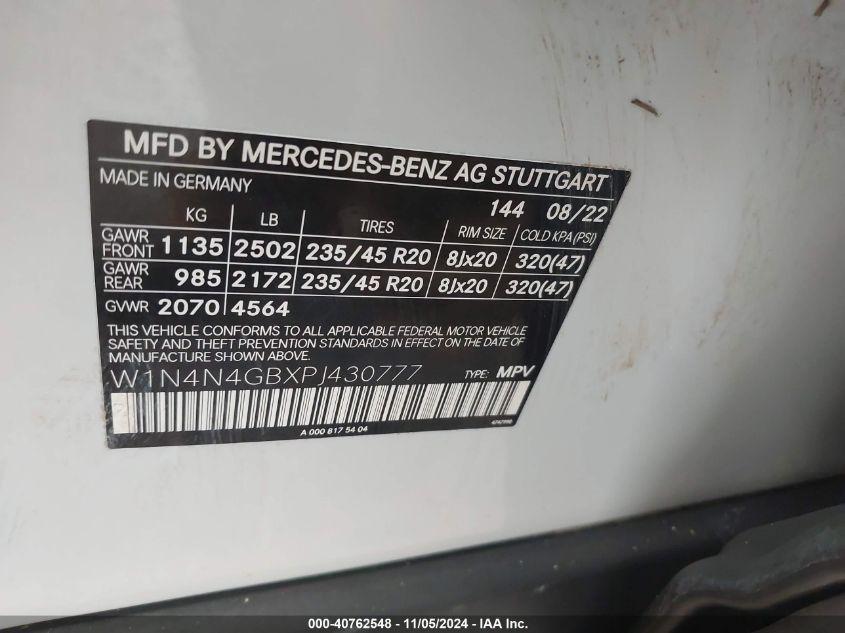 MFD BY MERCEDES-BENZ AG STUTTGART
MADE IN GERMANY
144 08/22
KG LB TIRES RIM SIZE COLD KPA (PSI)
GAWR FRONT 1135 2502 235/45 R20 8Jx20 320(47)
GAWR REAR 985 2172 235/45 R20 8Jx20 320(47)
GVWR 2070 4564
THIS VEHICLE CONFORMS TO ALL APPLICABLE FEDERAL MOTOR VEHICLE
SAFETY AND THEFT PREVENTION STANDARDS IN EFFECT ON THE DATE OF
MANUFACTURE SHOWN ABOVE.
W1N4N4GBXPJ430777 TYPE: MPV
A 000 817 54 04
000-40762548 - 11/05/2024 - IAA Inc.